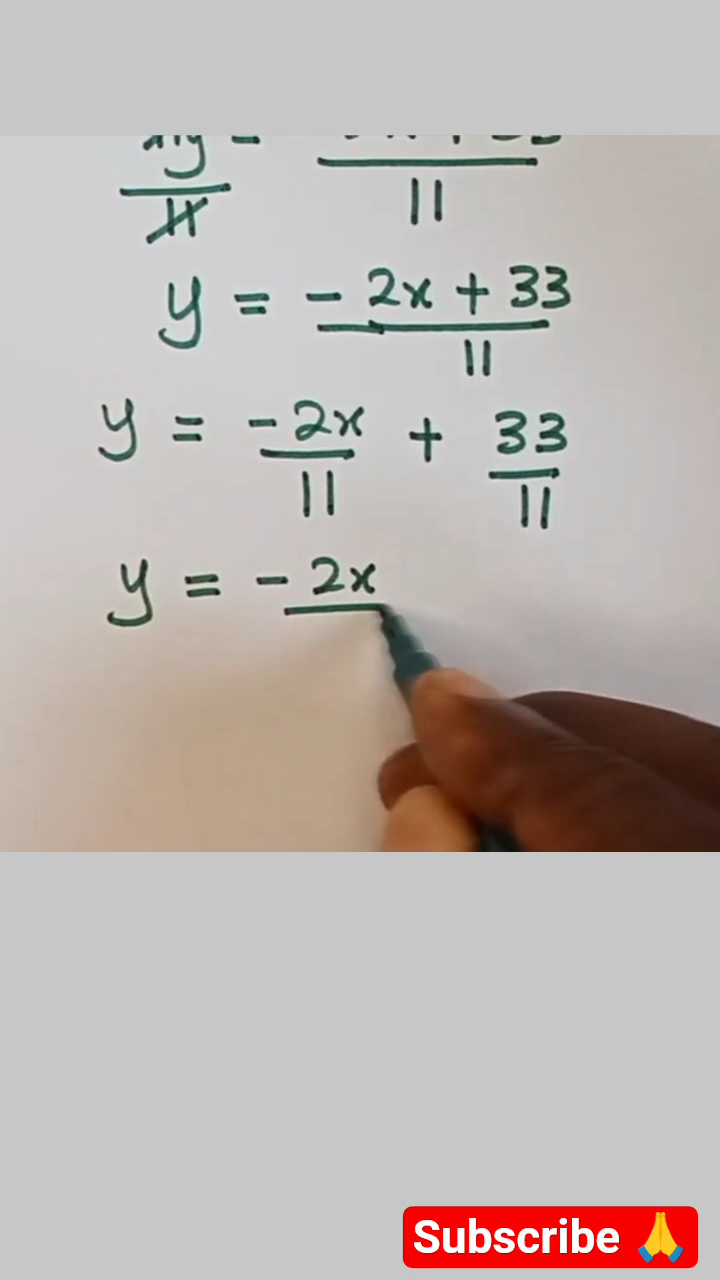 11
y = - 2x + 33
11
y = -2x + 33
11 11
y = - 2x
Subscribe 🙏